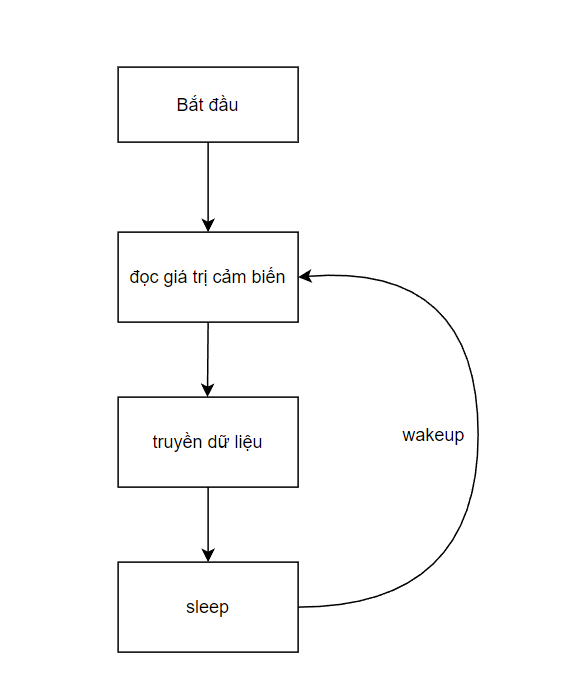 Bắt đầu
đọc giá trị cảm biến
truyền dữ liệu
wakeup
sleep